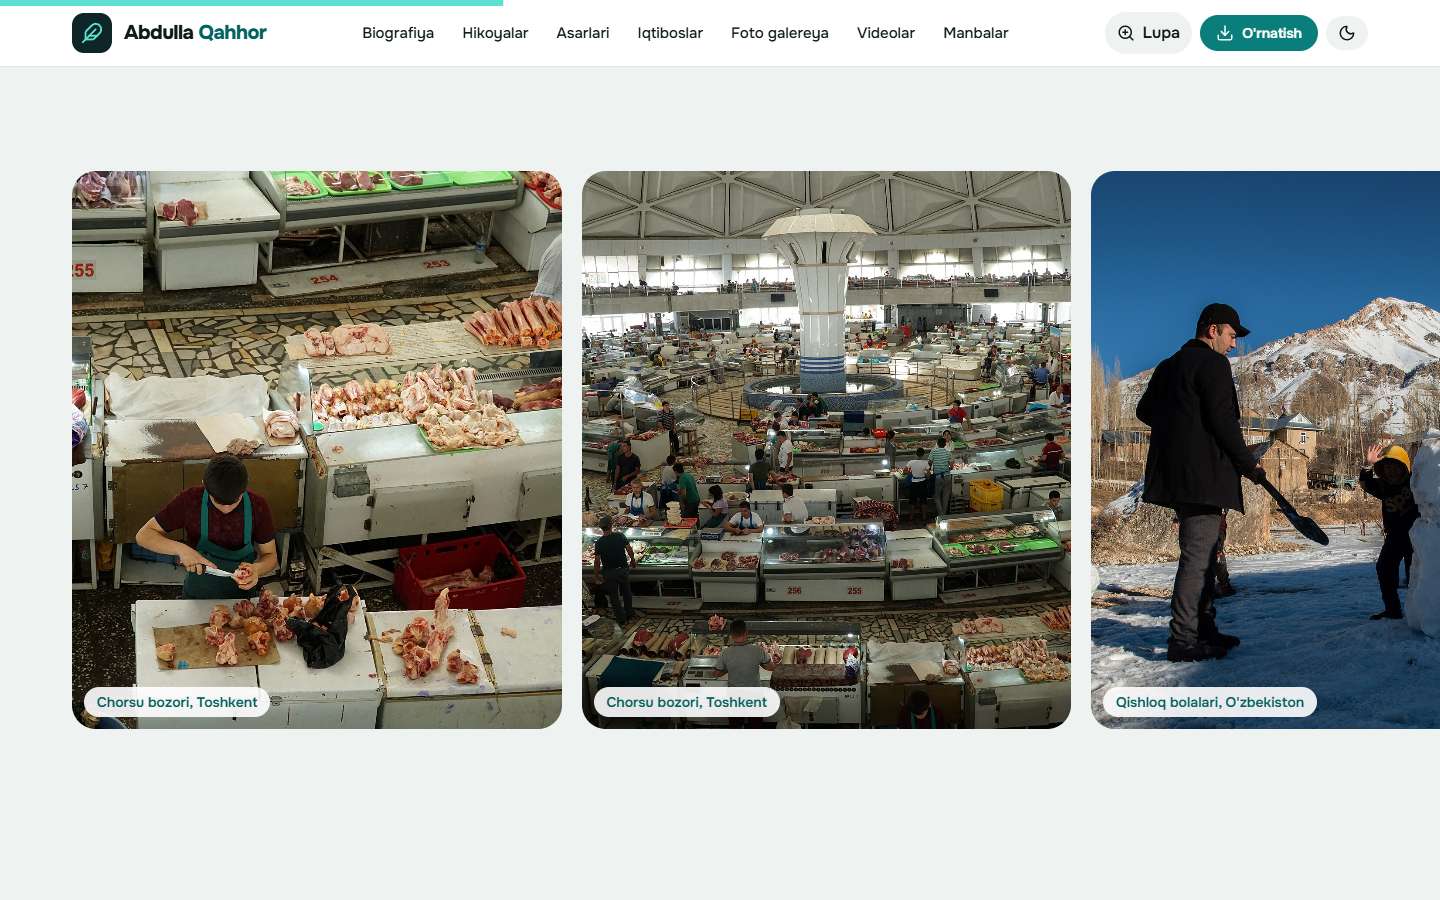 Abdulla Qahhor
Biografiya
Hikoyalar
Asarlari
Iqtiboslar
Foto galereya
Videolar
Manbalar
Lupa
O'rnatish
255
254
253
Chorsu bozori, Toshkent
256
255
Chorsu bozori, Toshkent
Qishloq bolalari, O'zbekiston